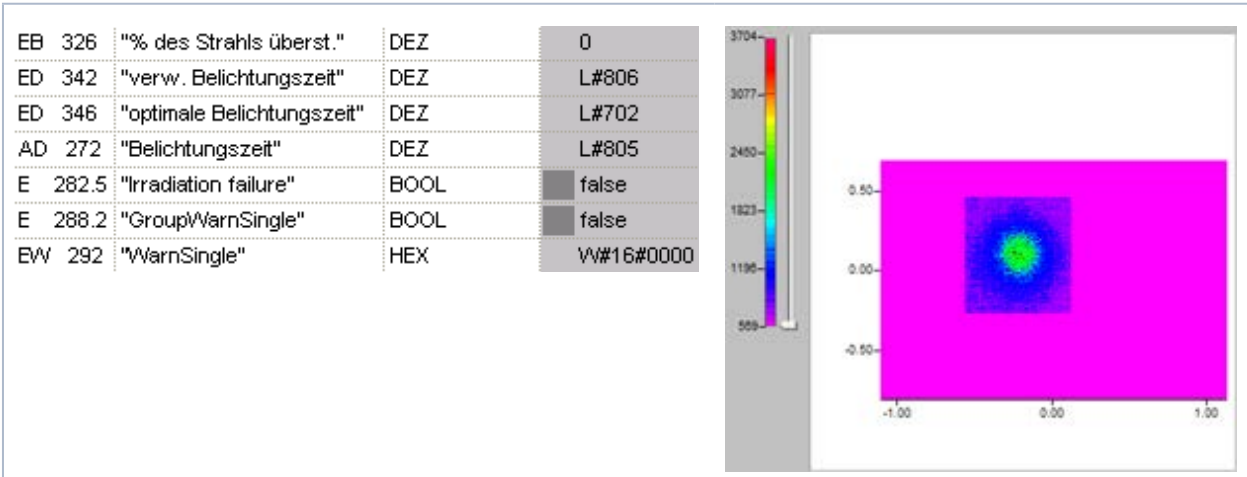 EB 326 "% des Strahls überst." DEZ 0
ED 342 "verw. Belichtungszeit" DEZ L#806
ED 346 "optimale Belichtungszeit" DEZ L#702
AD 272 "Belichtungszeit" DEZ L#805
E 282.5 "Irradiation failure" BOOL false
E 288.2 "GroupWarnSingle" BOOL false
EW 292 "WarnSingle" HEX W#16#0000
3704
3077
2450
1823
1196
569
0.50
0.00
-0.50
-1.00 0.00 1.00